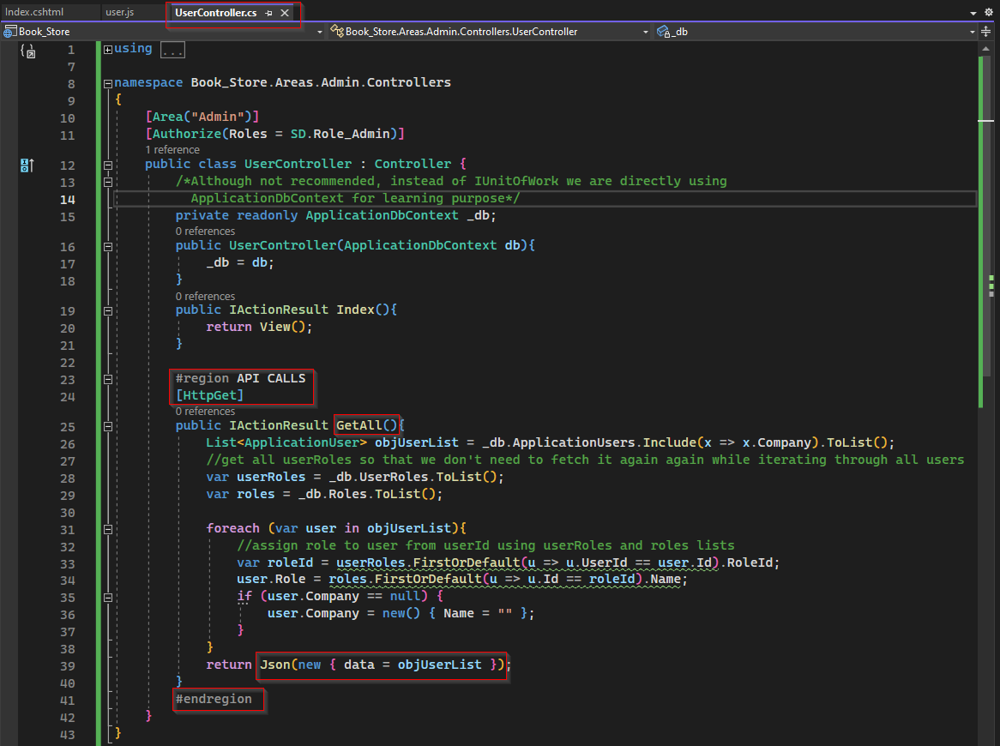 Index.cshtml user.js UserController.cs
Book_Store Book_Store.Areas.Admin.Controllers.UserController _db
1 using ...
7
8 namespace Book_Store.Areas.Admin.Controllers
9 {
10 [Area("Admin")]
11 [Authorize(Roles = SD.Role_Admin)]
1 reference
12 public class UserController : Controller {
13 /*Although not recommended, instead of IUnitOfWork we are directly using
14 ApplicationDbContext for learning purpose*/
15 private readonly ApplicationDbContext _db;
0 references
16 public UserController(ApplicationDbContext db){
17 _db = db;
18 }
0 references
19 public IActionResult Index(){
20 return View();
21 }
22
23 #region API CALLS
24 [HttpGet]
0 references
25 public IActionResult GetAll(){
26 List<ApplicationUser> objUserList = _db.ApplicationUsers.Include(x => x.Company).ToList();
27 //get all userRoles so that we don't need to fetch it again again while iterating through all users
28 var userRoles = _db.UserRoles.ToList();
29 var roles = _db.Roles.ToList();
30
31 foreach (var user in objUserList){
32 //assign role to user from userId using userRoles and roles lists
33 var roleId = userRoles.FirstOrDefault(u => u.UserId == user.Id).RoleId;
34 user.Role = roles.FirstOrDefault(u => u.Id == roleId).Name;
35 if (user.Company == null) {
36 user.Company = new() { Name = "" };
37 }
38 }
39 return Json(new { data = objUserList });
40 }
41 #endregion
42 }
43 }